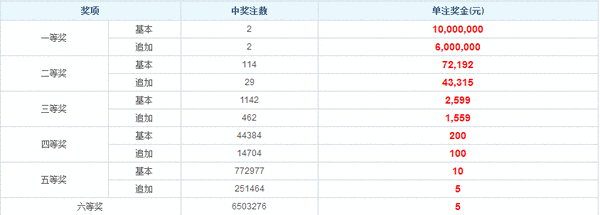 奖项 中奖注数 单注奖金(元)
一等奖 基本 2 10,000,000
追加 2 6,000,000
二等奖 基本 114 72,192
追加 29 43,315
三等奖 基本 1142 2,599
追加 462 1,559
四等奖 基本 44384 200
追加 14704 100
五等奖 基本 772977 10
追加 251464 5
六等奖 6503276 5